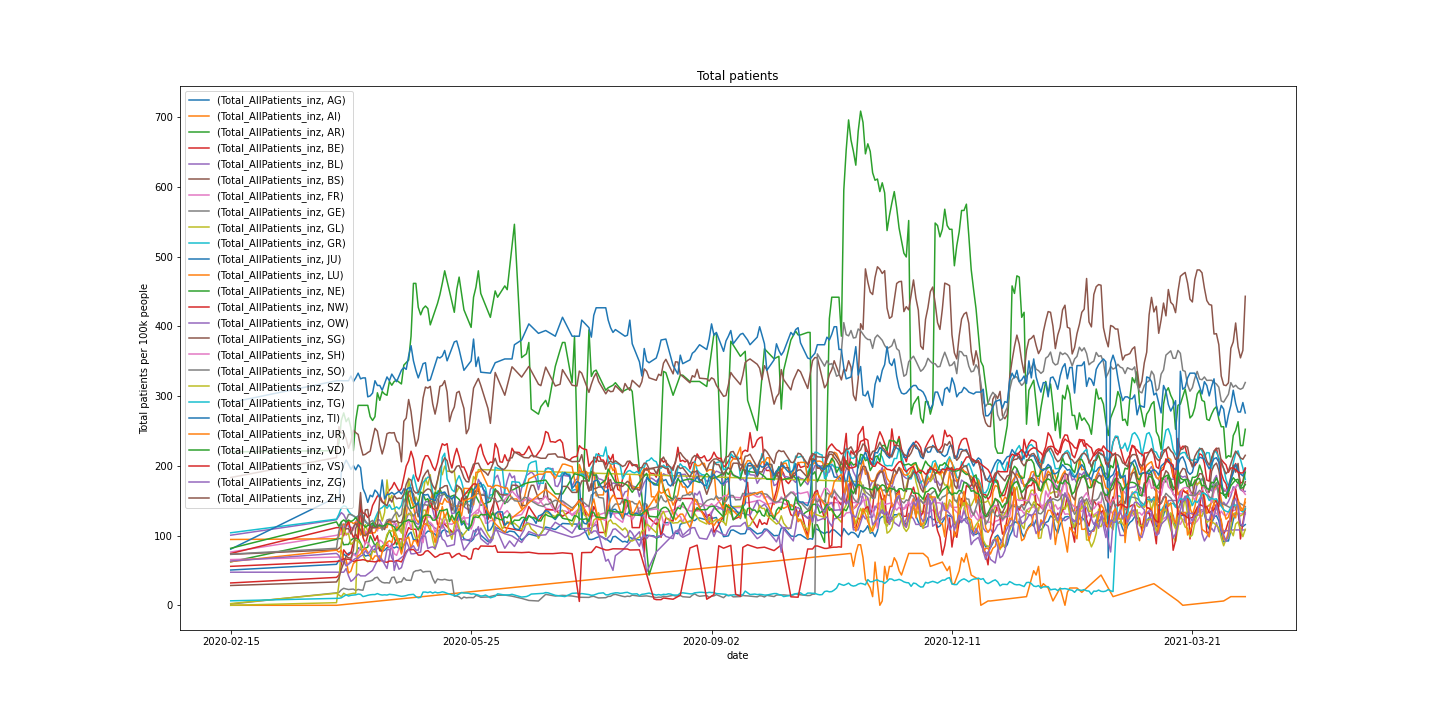 Total patients
(Total_AllPatients_inz, AG)
(Total_AllPatients_inz, AI)
(Total_AllPatients_inz, AR)
(Total_AllPatients_inz, BE)
(Total_AllPatients_inz, BL)
(Total_AllPatients_inz, BS)
(Total_AllPatients_inz, FR)
(Total_AllPatients_inz, GE)
(Total_AllPatients_inz, GL)
(Total_AllPatients_inz, GR)
(Total_AllPatients_inz, JU)
(Total_AllPatients_inz, LU)
(Total_AllPatients_inz, NE)
(Total_AllPatients_inz, NW)
(Total_AllPatients_inz, OW)
(Total_AllPatients_inz, SG)
(Total_AllPatients_inz, SH)
(Total_AllPatients_inz, SO)
(Total_AllPatients_inz, SZ)
(Total_AllPatients_inz, TG)
(Total_AllPatients_inz, TI)
(Total_AllPatients_inz, UR)
(Total_AllPatients_inz, VD)
(Total_AllPatients_inz, VS)
(Total_AllPatients_inz, ZG)
(Total_AllPatients_inz, ZH)
Total patients per 100k people
700
600
500
400
300
200
100
0
2020-02-15
2020-05-25
2020-09-02
2020-12-11
2021-03-21
date